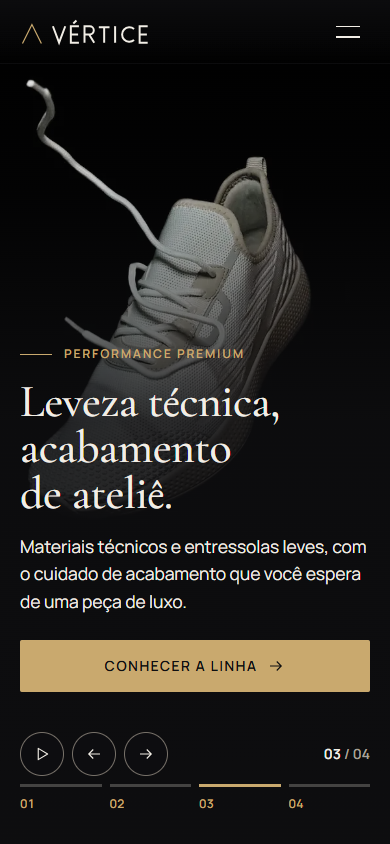 VÉRTICE
PERFORMANCE PREMIUM
Leveza técnica,
acabamento
de ateliê.
Materiais técnicos e entressolas leves, com
o cuidado de acabamento que você espera
de uma peça de luxo.
CONHECER A LINHA →
03 / 04
01
02
03
04